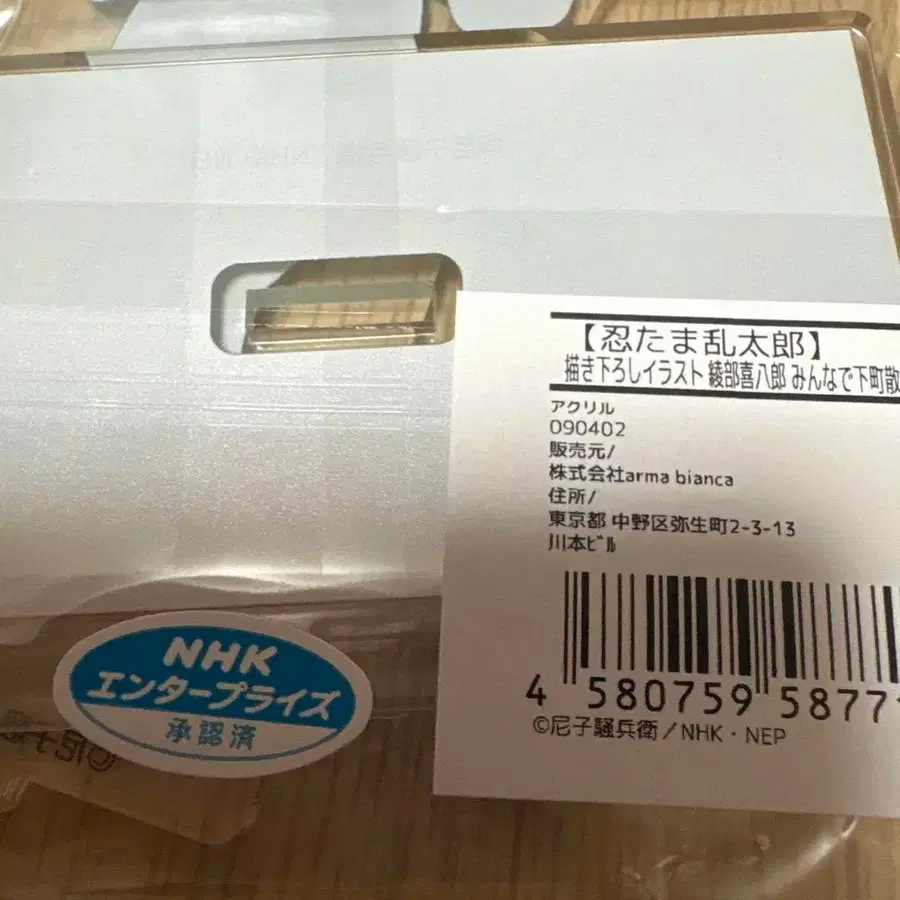 【忍たま乱太郎】
描き下ろしイラスト 綾部喜八郎 みんなで下町散
アクリル
090402
販売元/
株式会社arma bianca
住所/
東京都 中野区弥生町2-3-13
川本ビル
4 580759 5877
©尼子騒兵衛／NHK・NEP
NHK
エンタープライズ
承認済